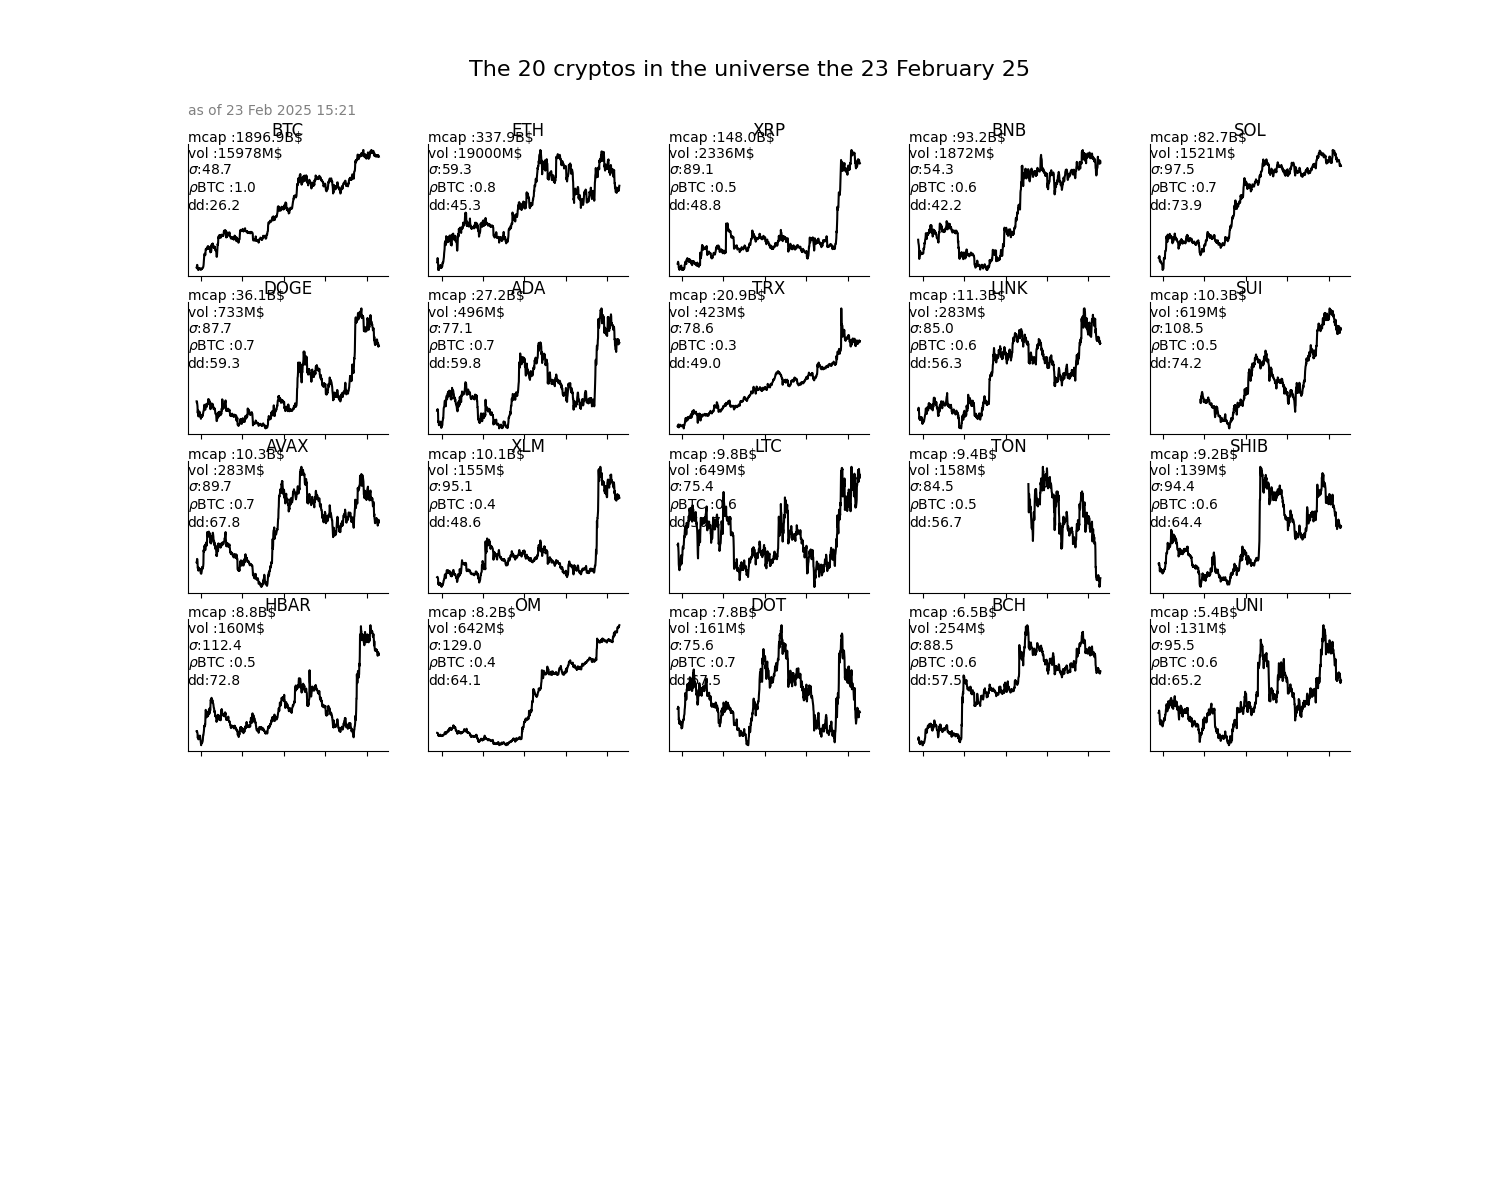 The 20 cryptos in the universe the 23 February 25
as of 23 Feb 2025 15:21
BTC
mcap :1896.9B$
vol :15978M$
σ:48.7
ρBTC :1.0
dd:26.2
ETH
mcap :337.9B$
vol :19000M$
σ:59.3
ρBTC :0.8
dd:45.3
XRP
mcap :148.0B$
vol :2336M$
σ:89.1
ρBTC :0.5
dd:48.8
BNB
mcap :93.2B$
vol :1872M$
σ:54.3
ρBTC :0.6
dd:42.2
SOL
mcap :82.7B$
vol :1521M$
σ:97.5
ρBTC :0.7
dd:73.9
DOGE
mcap :36.1B$
vol :733M$
σ:87.7
ρBTC :0.7
dd:59.3
ADA
mcap :27.2B$
vol :496M$
σ:77.1
ρBTC :0.7
dd:59.8
TRX
mcap :20.9B$
vol :423M$
σ:78.6
ρBTC :0.3
dd:49.0
LINK
mcap :11.3B$
vol :283M$
σ:85.0
ρBTC :0.6
dd:56.3
SUI
mcap :10.3B$
vol :619M$
σ:108.5
ρBTC :0.5
dd:74.2
AVAX
mcap :10.3B$
vol :283M$
σ:89.7
ρBTC :0.7
dd:67.8
XLM
mcap :10.1B$
vol :155M$
σ:95.1
ρBTC :0.4
dd:48.6
LTC
mcap :9.8B$
vol :649M$
σ:75.4
ρBTC :0.6
TON
mcap :9.4B$
vol :158M$
σ:84.5
ρBTC :0.5
dd:56.7
SHIB
mcap :9.2B$
vol :139M$
σ:94.4
ρBTC :0.6
dd:64.4
HBAR
mcap :8.8B$
vol :160M$
σ:112.4
ρBTC :0.5
dd:72.8
OM
mcap :8.2B$
vol :642M$
σ:129.0
ρBTC :0.4
dd:64.1
DOT
mcap :7.8B$
vol :161M$
σ:75.6
ρBTC :0.7
dd:57.5
BCH
mcap :6.5B$
vol :254M$
σ:88.5
ρBTC :0.6
dd:57.5
UNI
mcap :5.4B$
vol :131M$
σ:95.5
ρBTC :0.6
dd:65.2